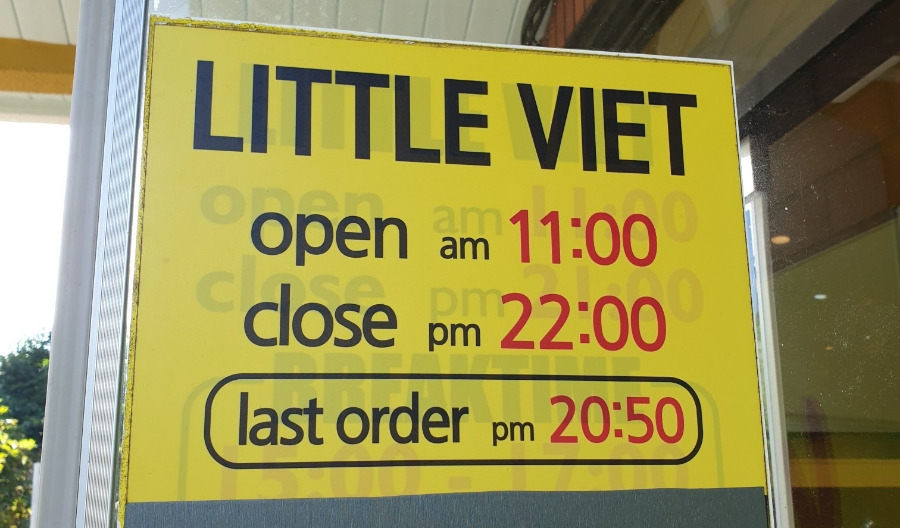 LITTLE VIET
open am 11:00
close pm 22:00
last order pm 20:50